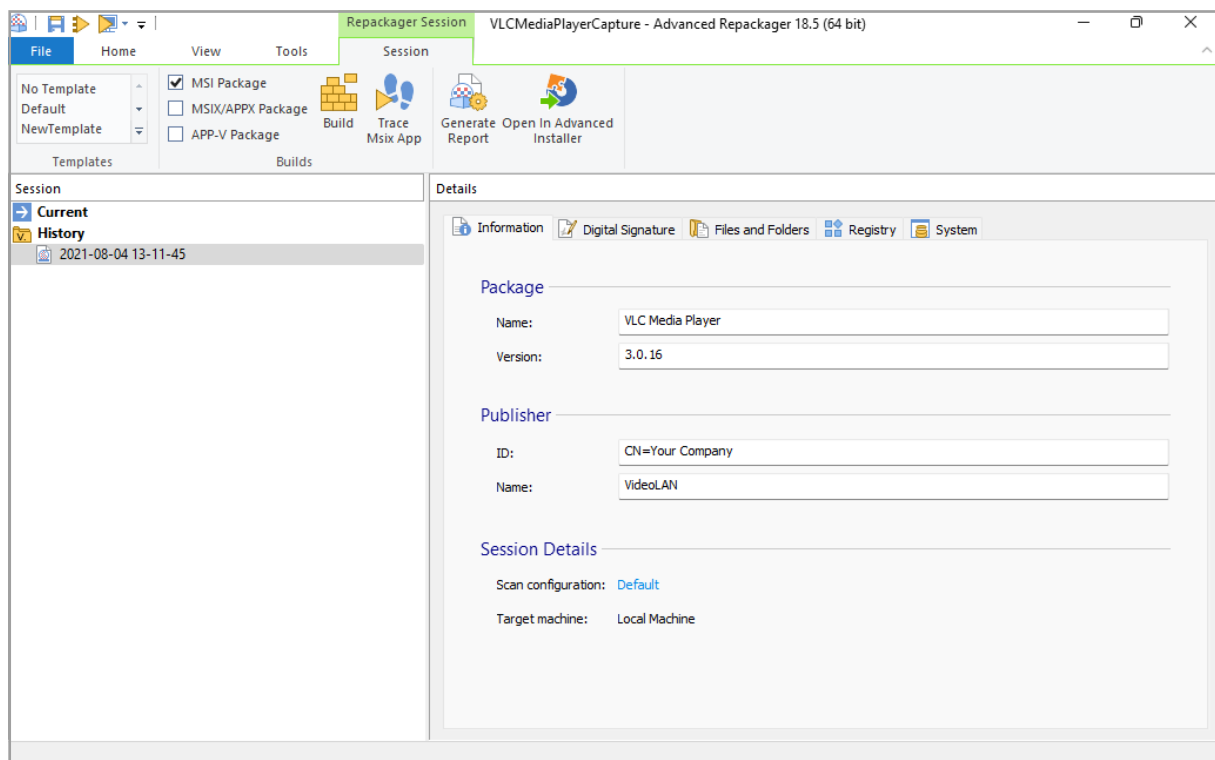 Repackager Session
VLCMediaPlayerCapture - Advanced Repackager 18.5 (64 bit)
File
Home
View
Tools
Session
No Template
Default
NewTemplate
Templates
MSI Package
MSIX/APPX Package
APP-V Package
Build
Trace
Msix App
Builds
Generate
Report
Open In Advanced
Installer
Session
Current
History
2021-08-04 13-11-45
Details
Information
Digital Signature
Files and Folders
Registry
System
Package
Name:
VLC Media Player
Version:
3.0.16
Publisher
ID:
CN=Your Company
Name:
VideoLAN
Session Details
Scan configuration: Default
Target machine: Local Machine